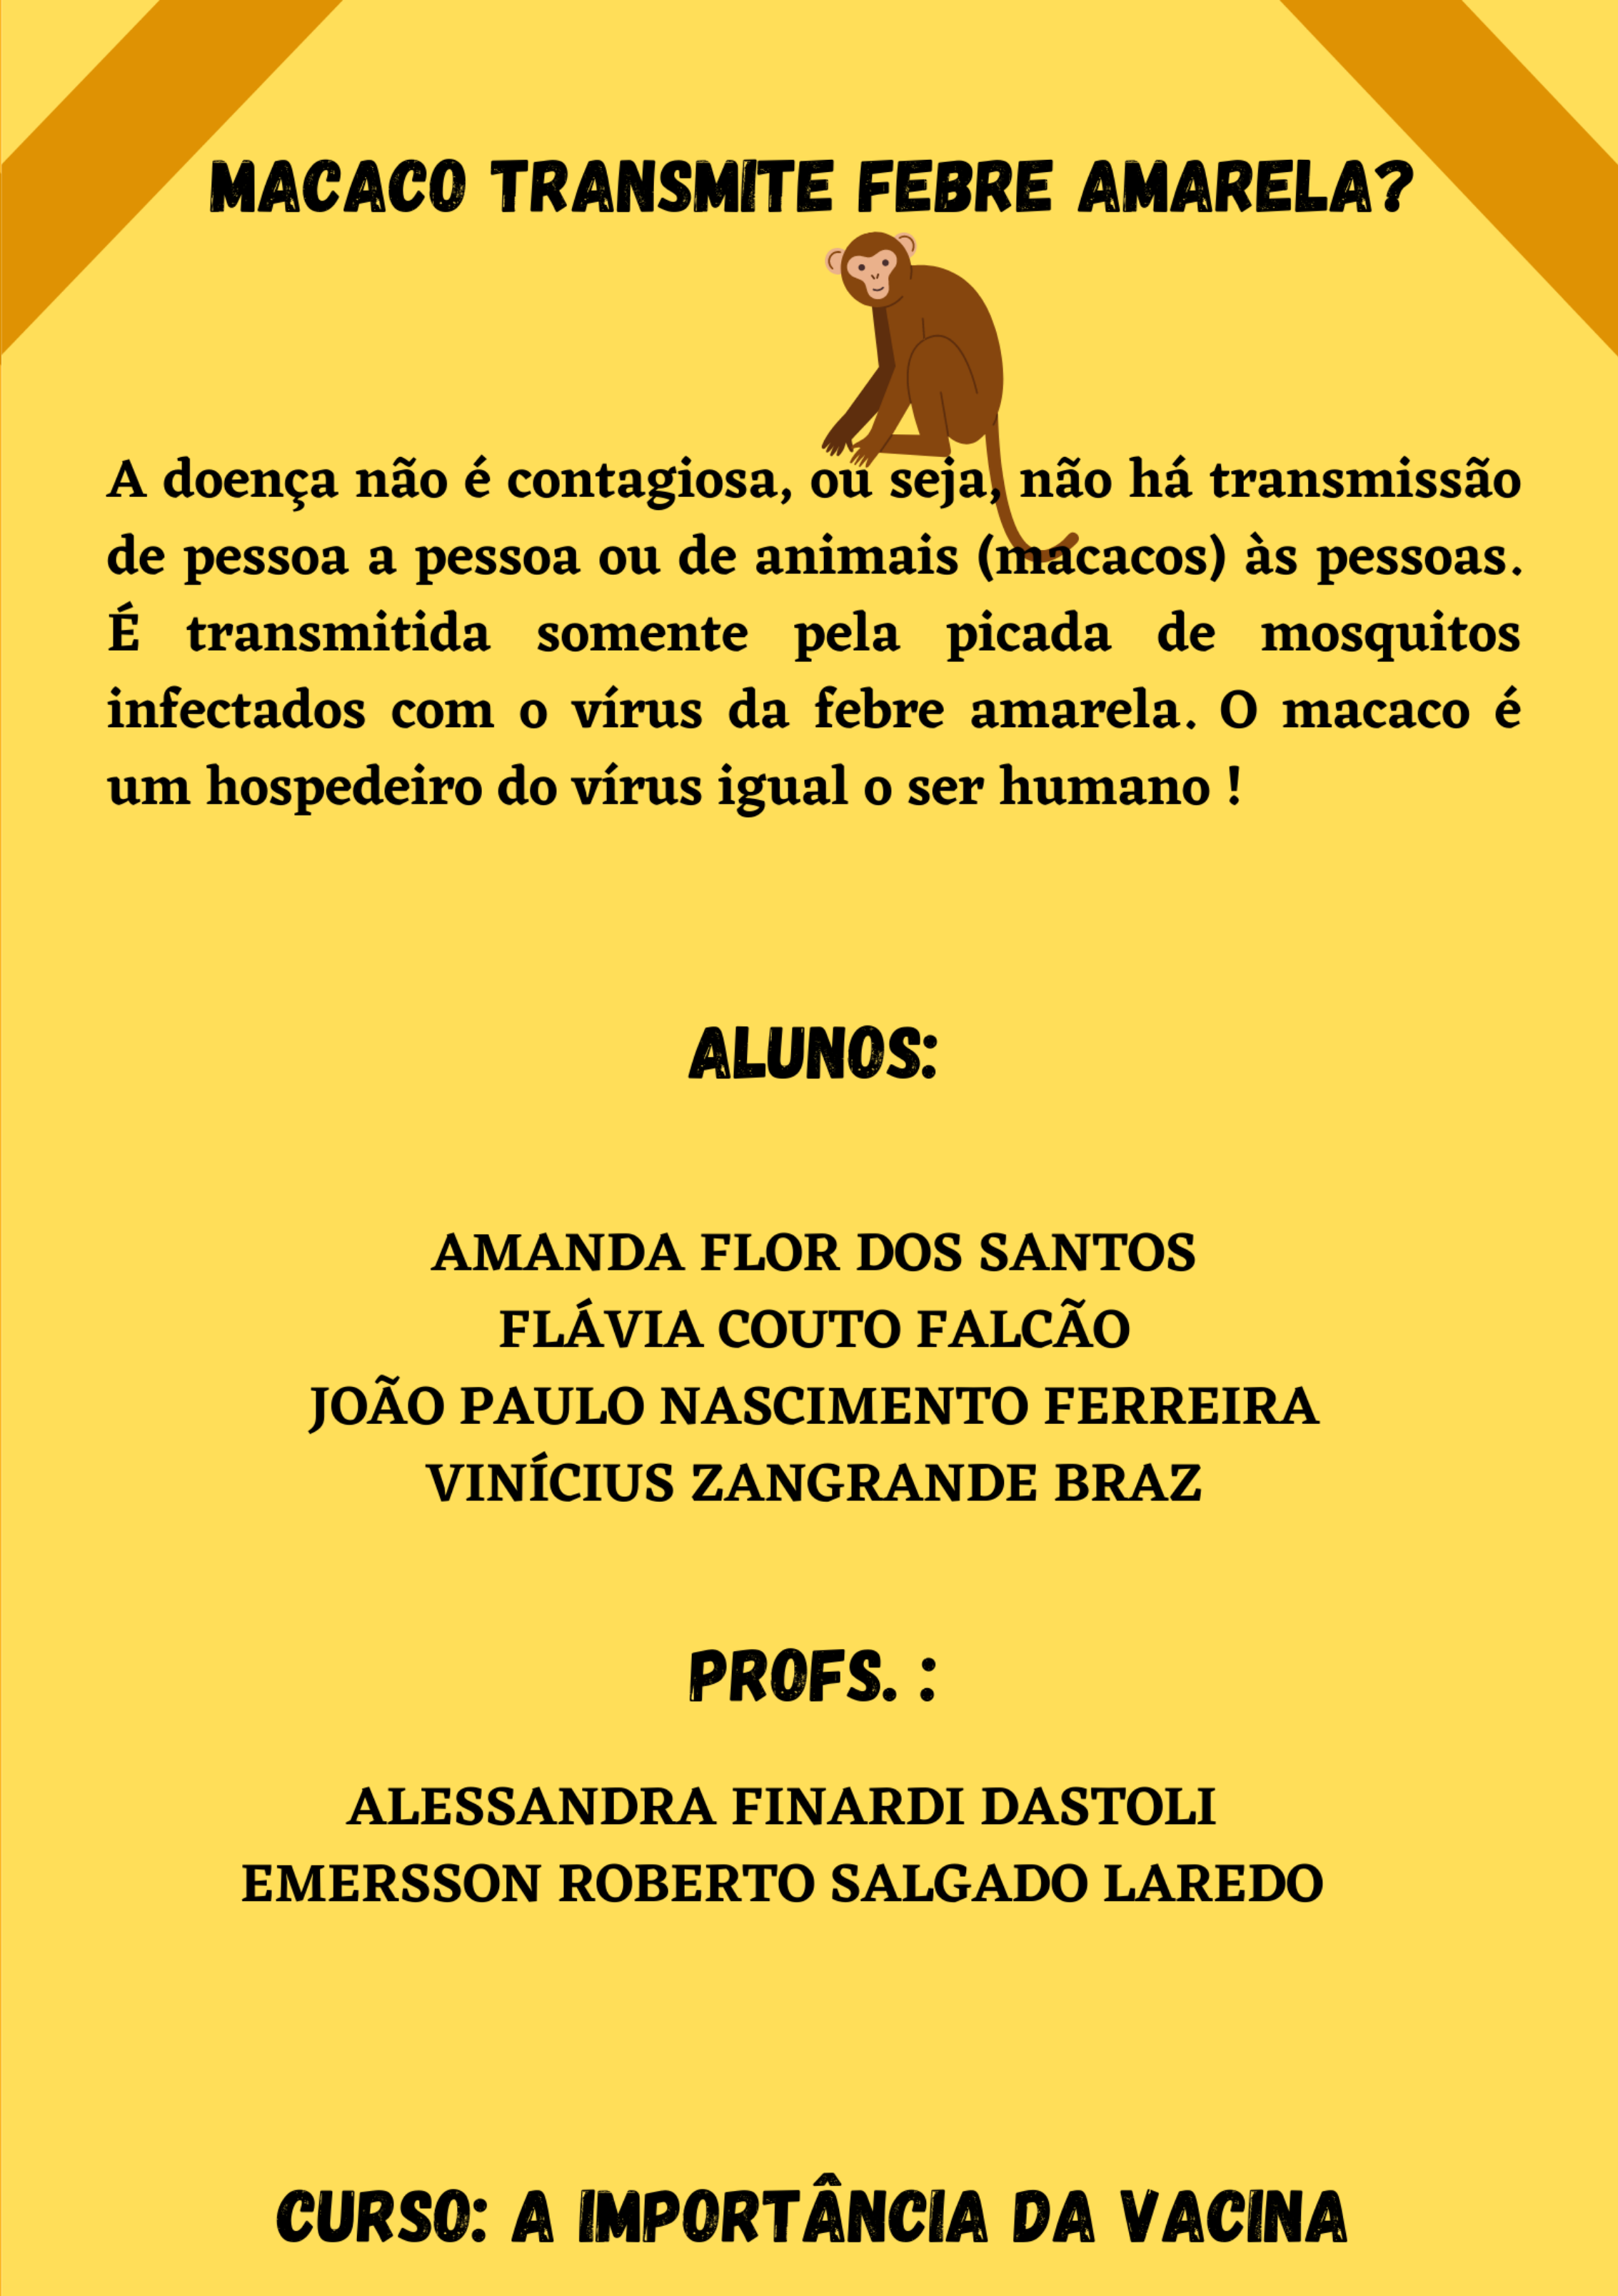 MACACO TRANSMITE FEBRE AMARELA?
A doença não é contagiosa, ou seja, não há transmissão
de pessoa a pessoa ou de animais (macacos) às pessoas.
É transmitida somente pela picada de mosquitos
infectados com o vírus da febre amarela. O macaco é
um hospedeiro do vírus igual o ser humano !
ALUNOS:
AMANDA FLOR DOS SANTOS
FLÁVIA COUTO FALCÃO
JOÃO PAULO NASCIMENTO FERREIRA
VINÍCIUS ZANGRANDE BRAZ
PROFS. :
ALESSANDRA FINARDI DASTOLI
EMERSSON ROBERTO SALGADO LAREDO
CURSO: A IMPORTÂNCIA DA VACINA